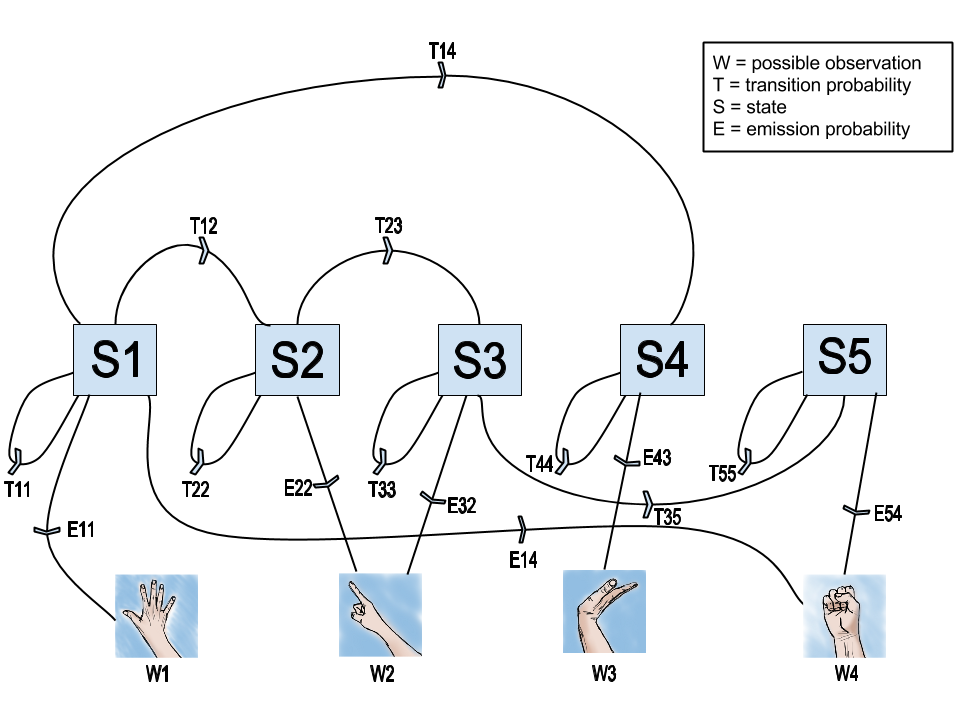 T14
W = possible observation
T = transition probability
S = state
E = emission probability
T12
T23
S1
S2
S3
S4
S5
T11
T22
T33
T44
T55
E22
E32
E43
T35
E54
E11
E14
W1
W2
W3
W4